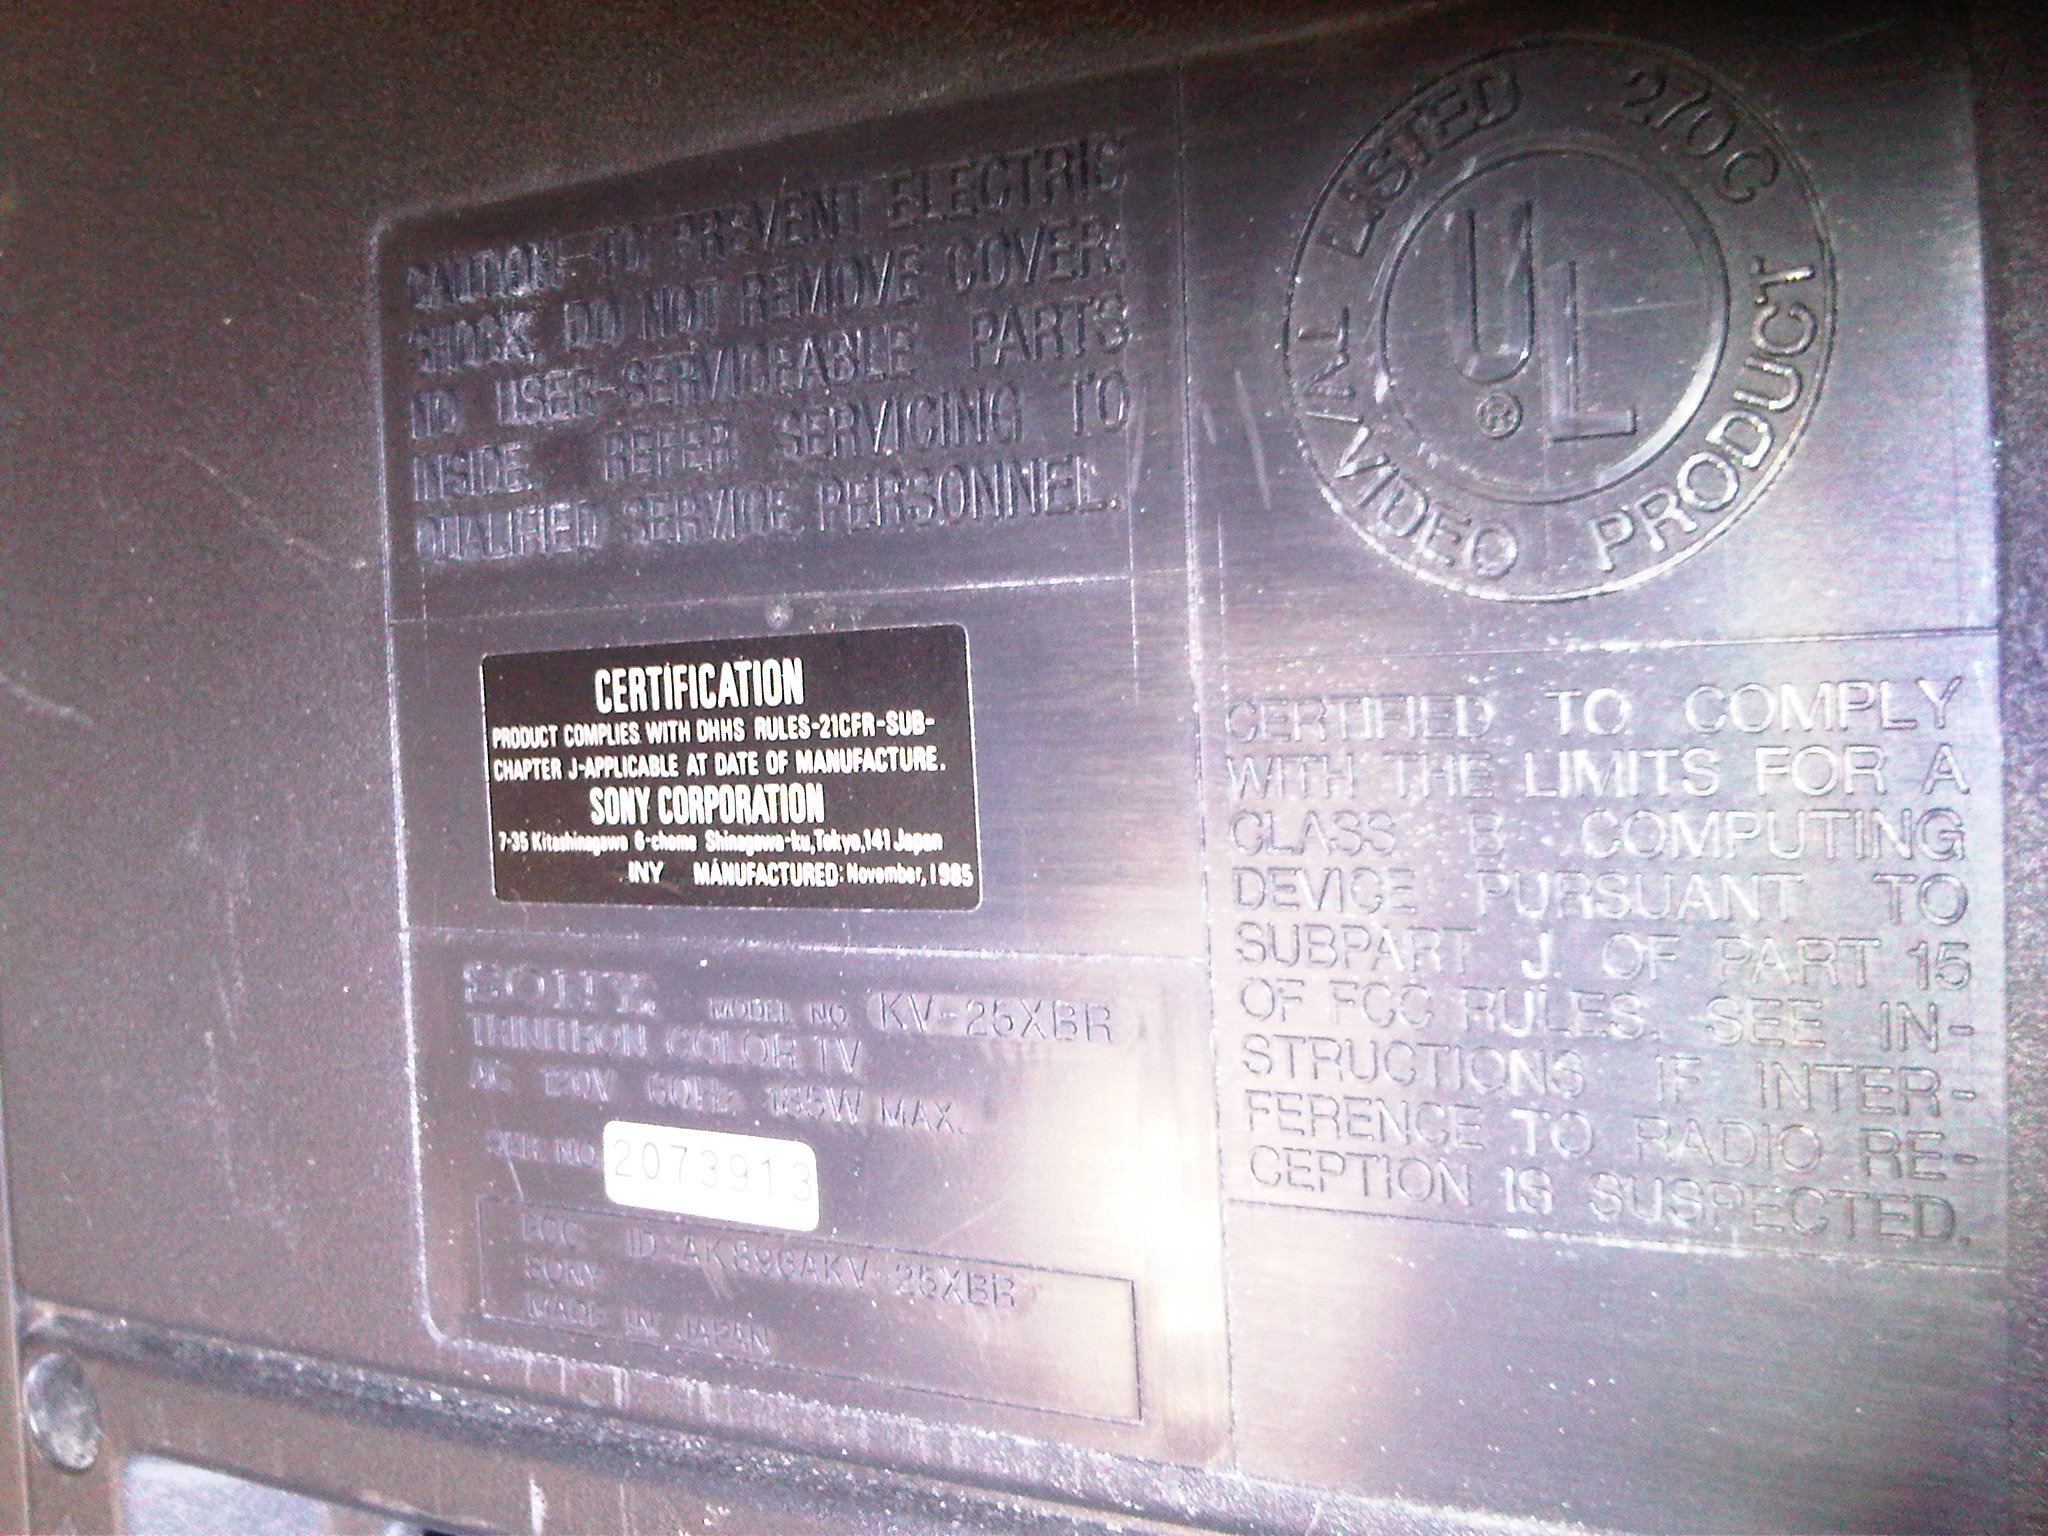 CAUTION:-TO PREVENT ELECTRIC
SHOCK, DO NOT REMOVE COVER.
NO USER-SERVICEABLE PARTS
INSIDE. REFER SERVICING TO
QUALIFIED SERVICE PERSONNEL.
CERTIFICATION
PRODUCT COMPLIES WITH DHHS RULES-21CFR-SUB-
CHAPTER J-APPLICABLE AT DATE OF MANUFACTURE.
SONY CORPORATION
7-35 Kitashinagawa 6-chome Shinagawa-ku,Tokyo,141 Japan
INY MANUFACTURED: November, 1985
SONY MODEL NO. KV-25XBR
TRINITRON COLOR TV
AC 120V 60Hz 185W MAX.
SER. NO. 2073913
FCC ID: AK896AKV-25XBR
SONY
MADE IN JAPAN
LISTED 270C
UL®
TV/VIDEO PRODUCT
CERTIFIED TO COMPLY
WITH THE LIMITS FOR A
CLASS B COMPUTING
DEVICE PURSUANT TO
SUBPART J OF PART 15
OF FCC RULES. SEE IN-
STRUCTIONS IF INTER-
FERENCE TO RADIO RE-
CEPTION IS SUSPECTED.